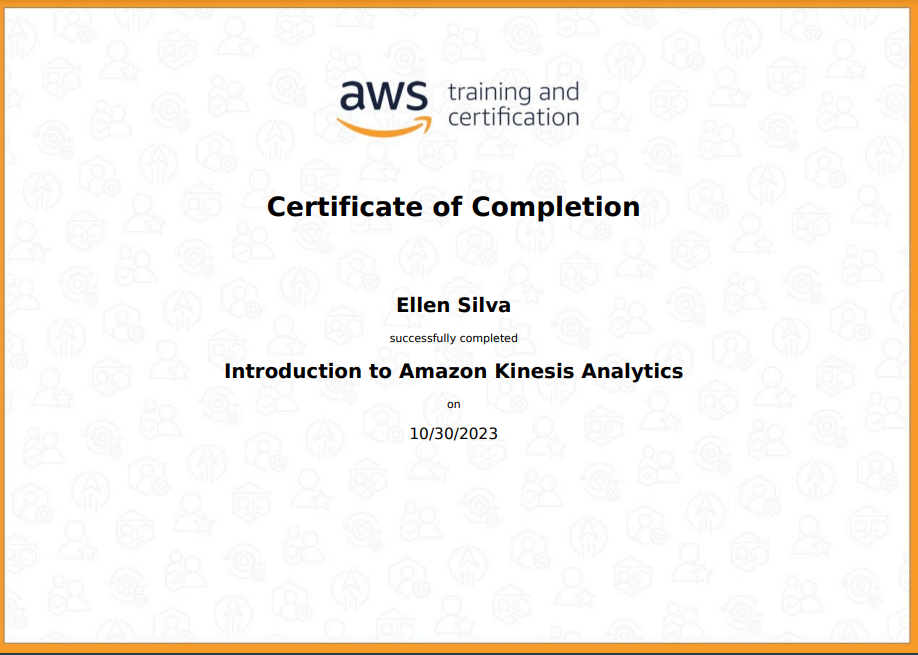 aws training and
certification
Certificate of Completion
Ellen Silva
successfully completed
Introduction to Amazon Kinesis Analytics
on
10/30/2023